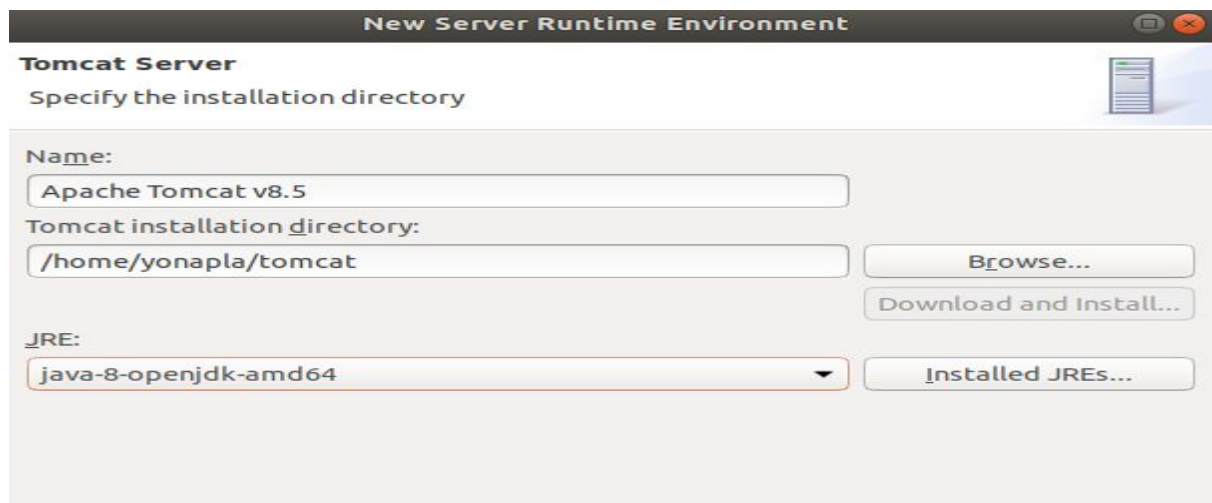 New Server Runtime Environment
Tomcat Server
Specify the installation directory
Name:
Apache Tomcat v8.5
Tomcat installation directory:
/home/yonapla/tomcat
Browse...
Download and Install...
JRE:
java-8-openjdk-amd64
Installed JREs...